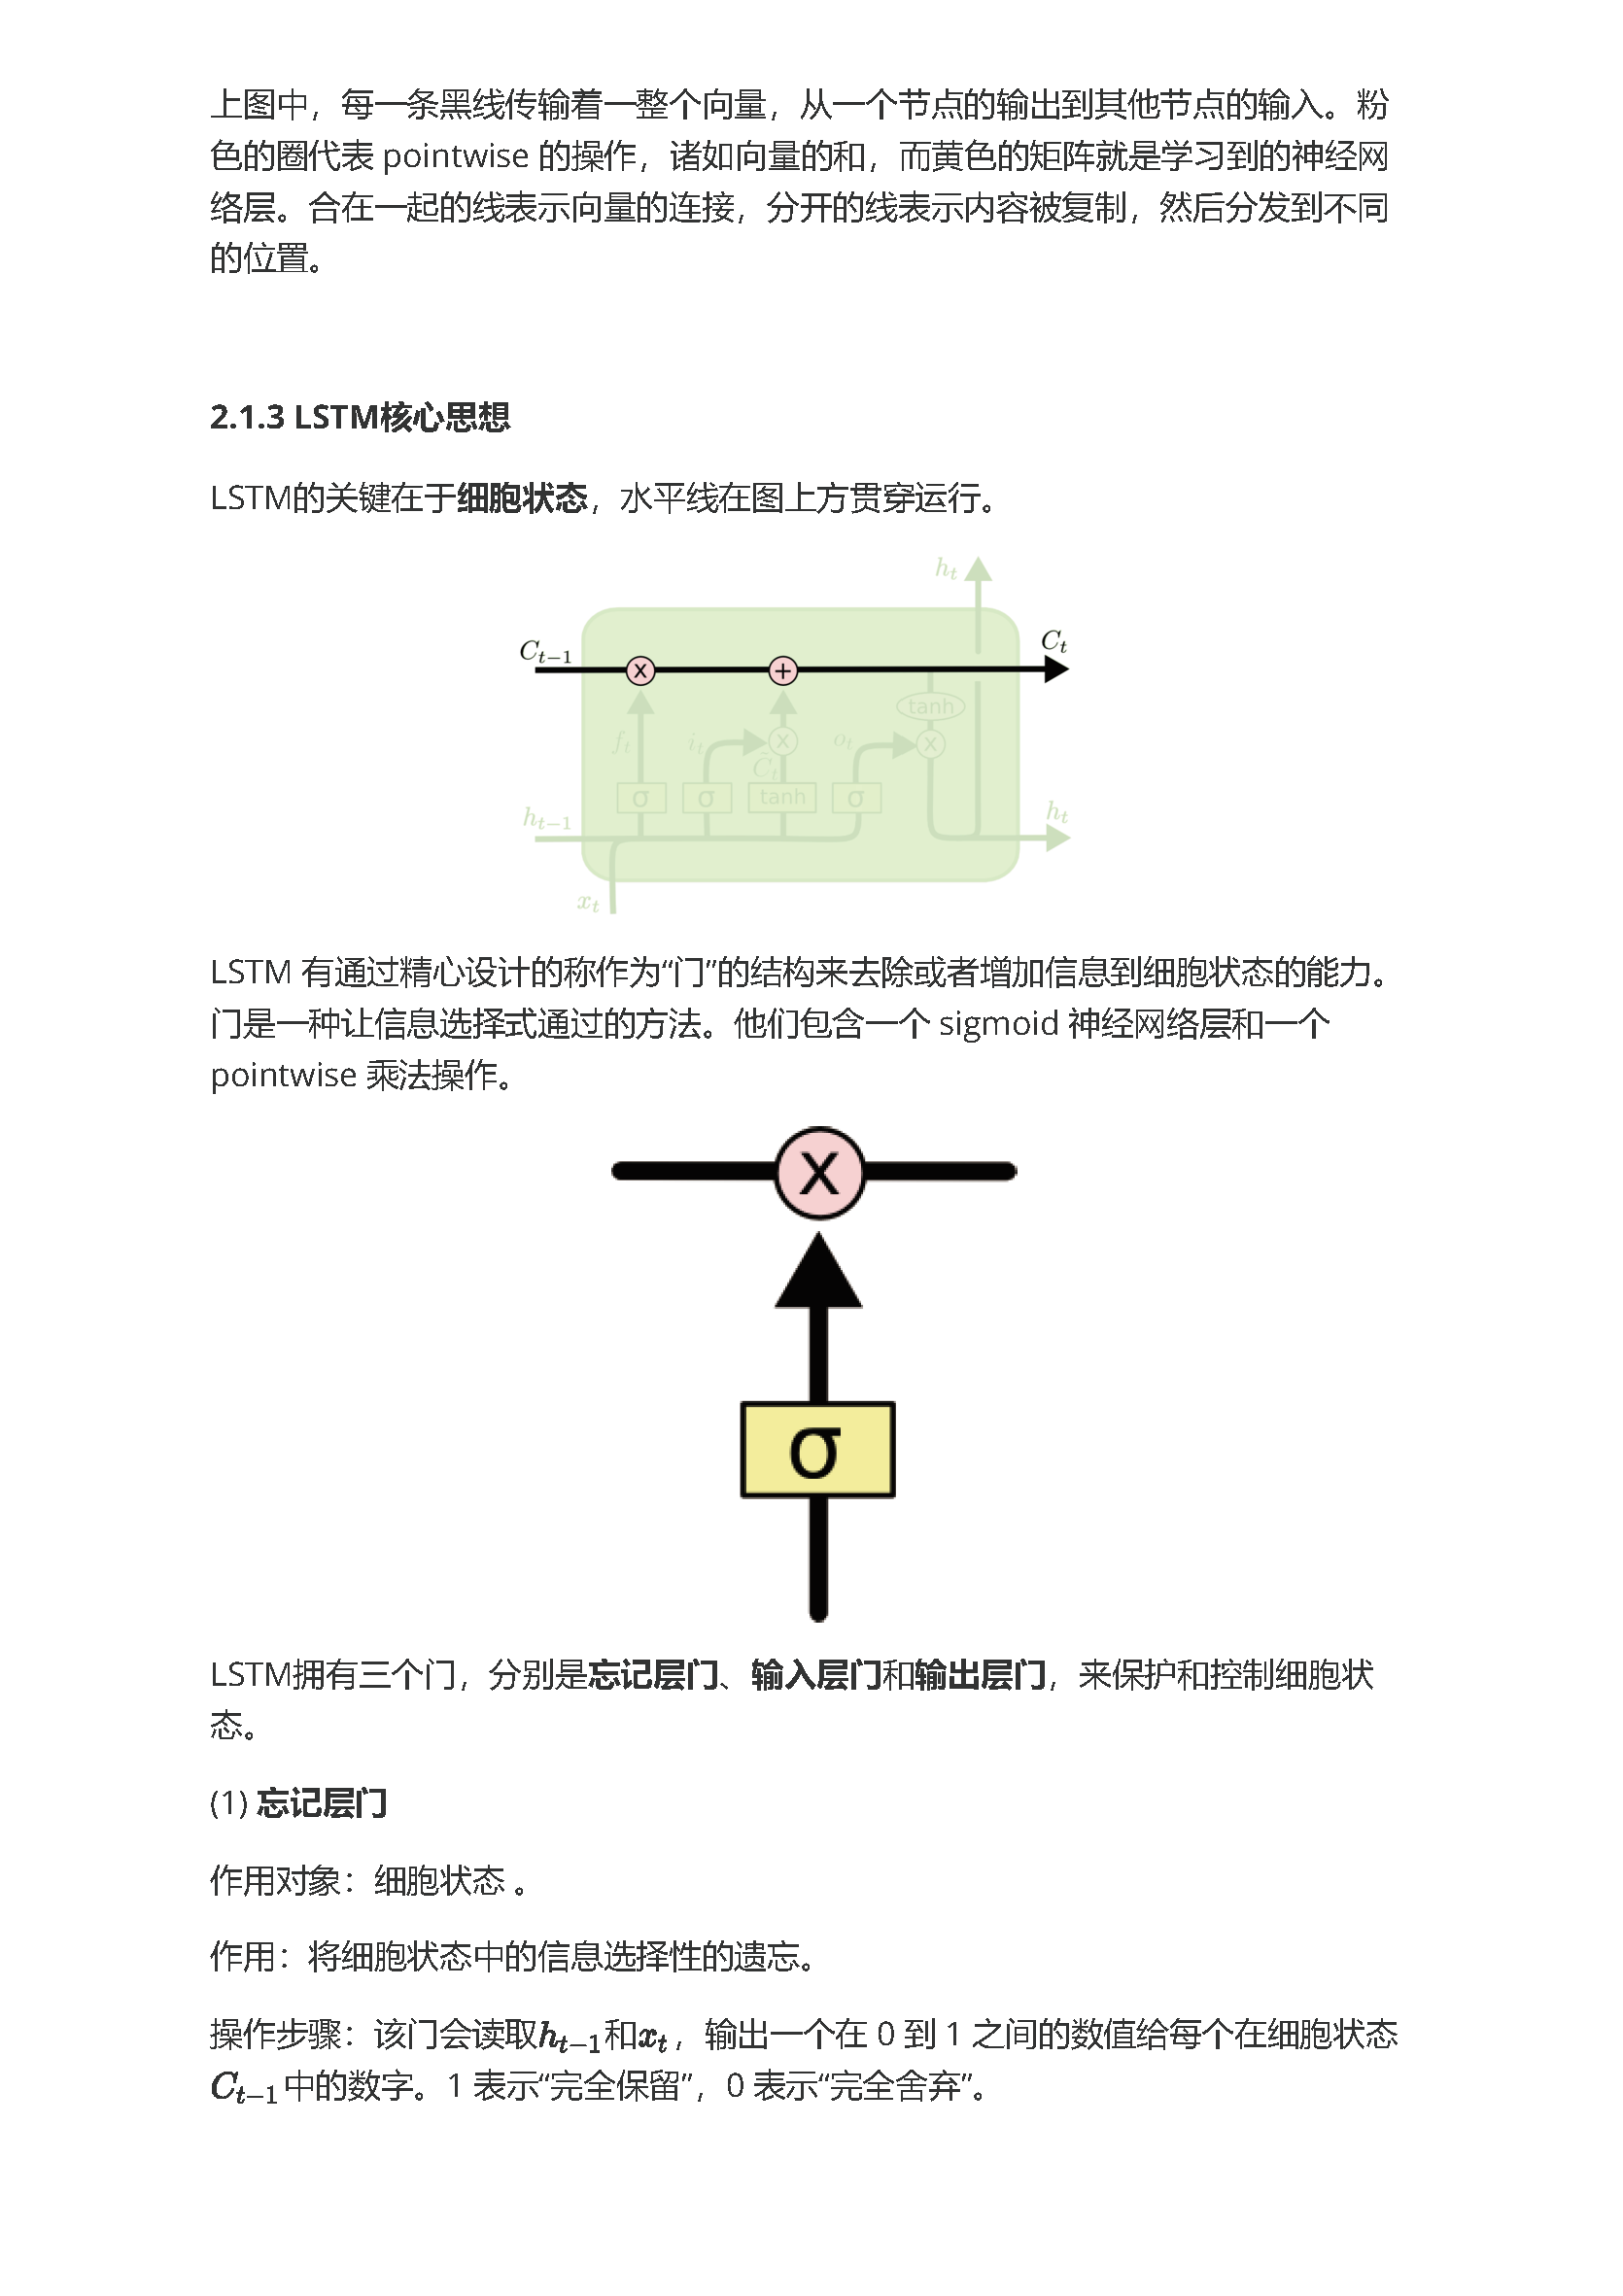 上图中，每一条黑线传输着一整个向量，从一个节点的输出到其他节点的输入。粉
色的圈代表 pointwise 的操作，诸如向量的和，而黄色的矩阵就是学习到的神经网
络层。合在一起的线表示向量的连接，分开的线表示内容被复制，然后分发到不同
的位置。
2.1.3 LSTM核心思想
LSTM的关键在于细胞状态，水平线在图上方贯穿运行。
h_t
C_{t-1}
C_t
x
+
tanh
f_t
i_t
x
o_t
x
C̃_t
σ
σ
tanh
σ
h_{t-1}
h_t
x_t
LSTM 有通过精心设计的称作为“门”的结构来去除或者增加信息到细胞状态的能力。
门是一种让信息选择式通过的方法。他们包含一个 sigmoid 神经网络层和一个
pointwise 乘法操作。
x
σ
LSTM拥有三个门，分别是忘记层门、输入层门和输出层门，来保护和控制细胞状
态。
(1) 忘记层门
作用对象：细胞状态 。
作用：将细胞状态中的信息选择性的遗忘。
操作步骤：该门会读取h_{t-1}和x_t，输出一个在 0 到 1 之间的数值给每个在细胞状态
C_{t-1}中的数字。1 表示“完全保留”，0 表示“完全舍弃”。